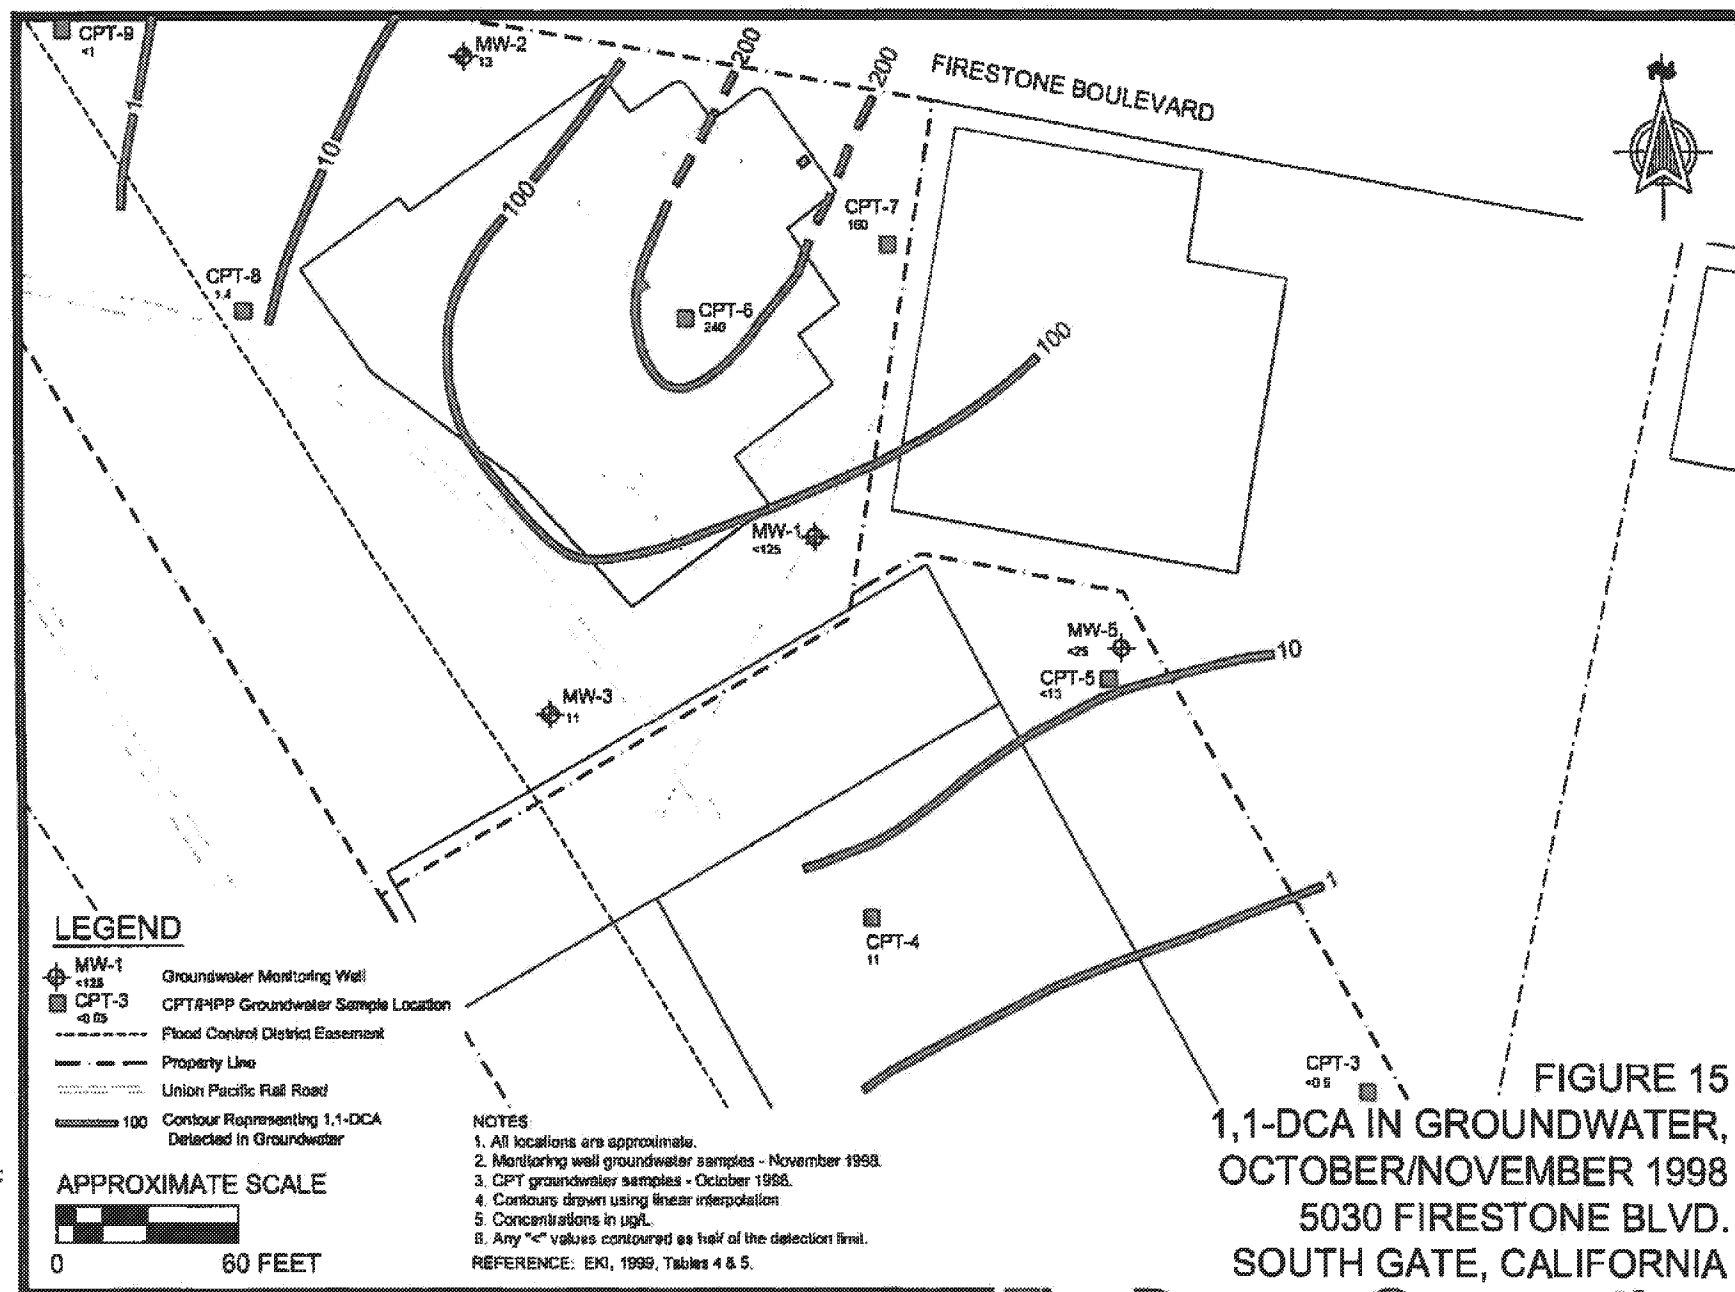 CPT-9
<1
MW-2
13
200
200
FIRESTONE BOULEVARD
1
10
100
CPT-7
160
CPT-8
1.4
CPT-6
240
100
MW-1
<125
MW-5
<25
CPT-5
<13
10
MW-3
11
CPT-4
11
1
CPT-3
<0.5
LEGEND
MW-1
<125
Groundwater Monitoring Well
CPT-3
Groundwater Sample Location
Flood Control District Easement
Property Line
Union Pacific Rail Road
100
Contour Representing 1,1-DCA
Detected in Groundwater
APPROXIMATE SCALE
0 60 FEET
NOTES
1. All locations are approximate.
2. Monitoring well groundwater samples - November 1998.
3. CPT groundwater samples - October 1998.
4. Contours drawn using linear interpolation
5. Concentrations in ug/L.
6. Any "<" values contoured as half of the detection limit.
REFERENCE: EKI, 1999, Tables 4 & 5.
FIGURE 15
1,1-DCA IN GROUNDWATER,
OCTOBER/NOVEMBER 1998
5030 FIRESTONE BLVD.
SOUTH GATE, CALIFORNIA